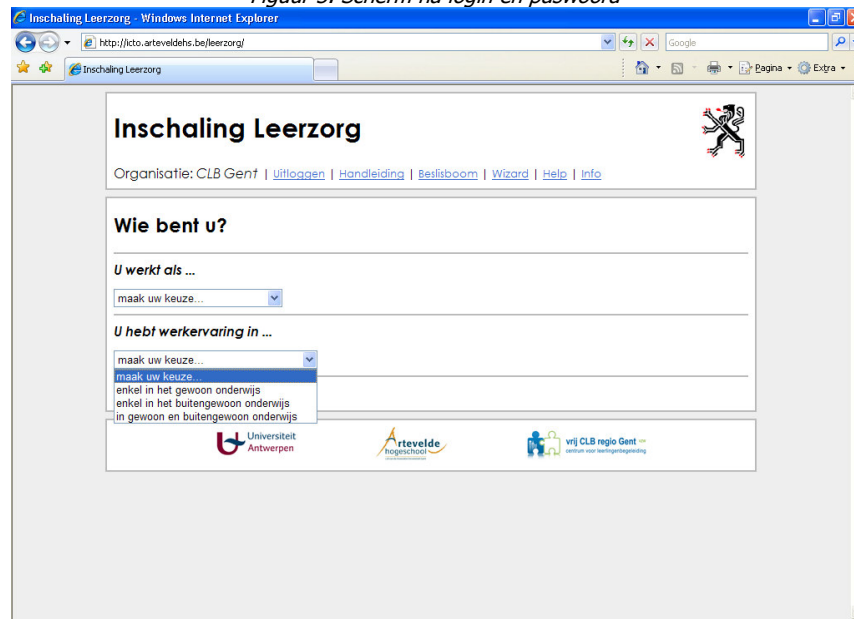 Figuur 5: Scherm na login en paswoord
Inschaling Leerzorg - Windows Internet Explorer
http://icto.arteveldehs.be/leerzorg/
Google
Inschaling Leerzorg
Pagina
Extra
Inschaling Leerzorg
Organisatie: CLB Gent | Uitloggen | Handleiding | Beslisboom | Wizard | Help | Info
Wie bent u?
U werkt als ...
maak uw keuze...
U hebt werkervaring in ...
maak uw keuze...
maak uw keuze...
enkel in het gewoon onderwijs
enkel in het buitengewoon onderwijs
in gewoon en buitengewoon onderwijs
Universiteit
Antwerpen
Artevelde
hogeschool
vrij CLB regio Gent
centrum voor leerlingenbegeleiding